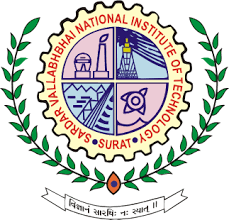 SARDAR VALLABHBHAI NATIONAL INSTITUTE OF TECHNOLOGY
• SURAT •
विज्ञानं सारथिः नः स्यात् ॥